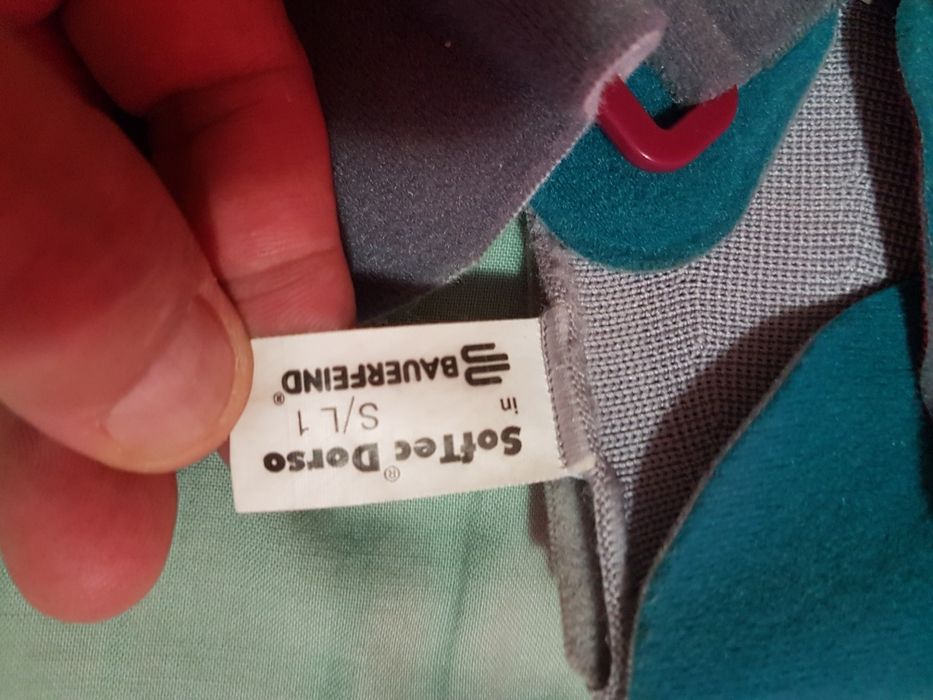 SofTec® Dorso
in S/L 1
BAUERFEIND®